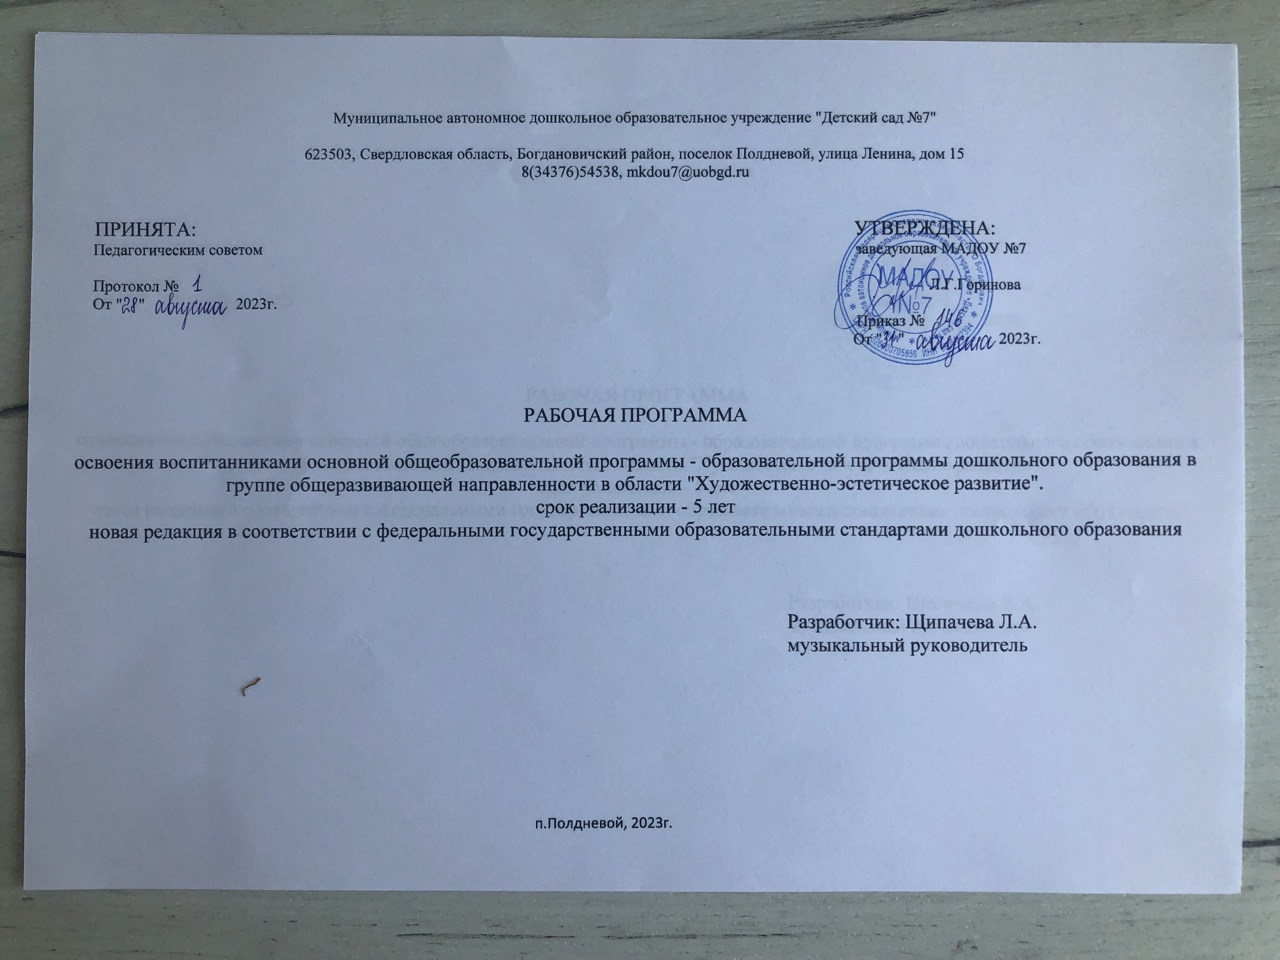 Муниципальное автономное дошкольное образовательное учреждение "Детский сад №7"
623503, Свердловская область, Богдановичский район, поселок Полдневой, улица Ленина, дом 15
8(34376)54538, mkdou7@uobgd.ru
ПРИНЯТА:
Педагогическим советом
Протокол № 1
От "28" августа 2023г.
УТВЕРЖДЕНА:
заведующая МАДОУ №7
Л.Г.Горинова
Приказ № 146
От "31" августа 2023г.
МАДОУ
№7
РАБОЧАЯ ПРОГРАММА
освоения воспитанниками основной общеобразовательной программы - образовательной программы дошкольного образования в
группе общеразвивающей направленности в области "Художественно-эстетическое развитие".
срок реализации - 5 лет
новая редакция в соответствии с федеральными государственными образовательными стандартами дошкольного образования
Разработчик: Щипачева Л.А.
музыкальный руководитель
п.Полдневой, 2023г.